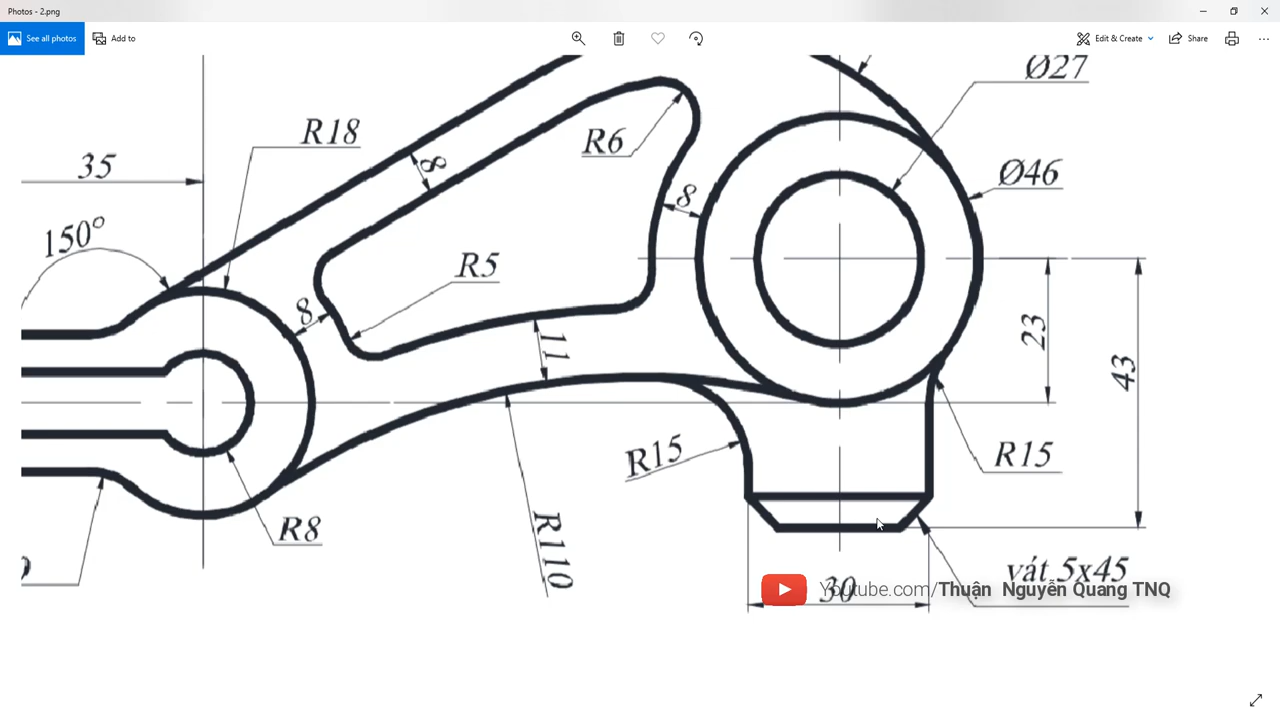 Photos - 2.png
See all photos
Add to
Edit & Create
Share
Ø27
R18
R6
8
35
Ø46
8
150°
R5
8
23
11
43
R15
R15
R110
R8
vát 5x45
30
Youtube.com/Thuận Nguyễn Quang TNQ